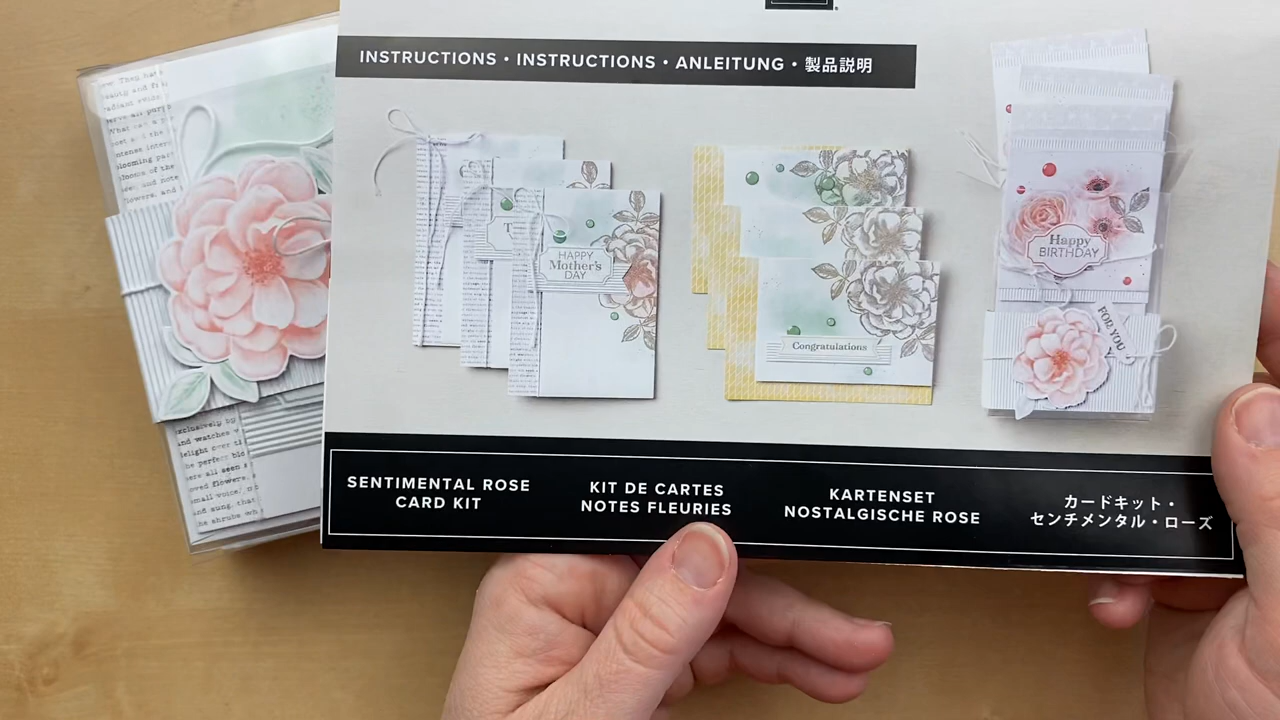 INSTRUCTIONS • INSTRUCTIONS • ANLEITUNG • 製品説明
HAPPY
Mother's
DAY
Congratulations
Happy
BIRTHDAY
FOR YOU
SENTIMENTAL ROSE
CARD KIT
KIT DE CARTES
NOTES FLEURIES
KARTENSET
NOSTALGISCHE ROSE
カードキット・
センチメンタル・ローズ